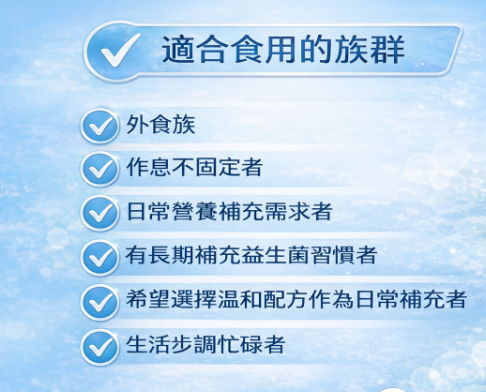 適合食用的族群
外食族
作息不固定者
日常營養補充需求者
有長期補充益生菌習慣者
希望選擇温和配方作為日常補充者
生活步調忙碌者